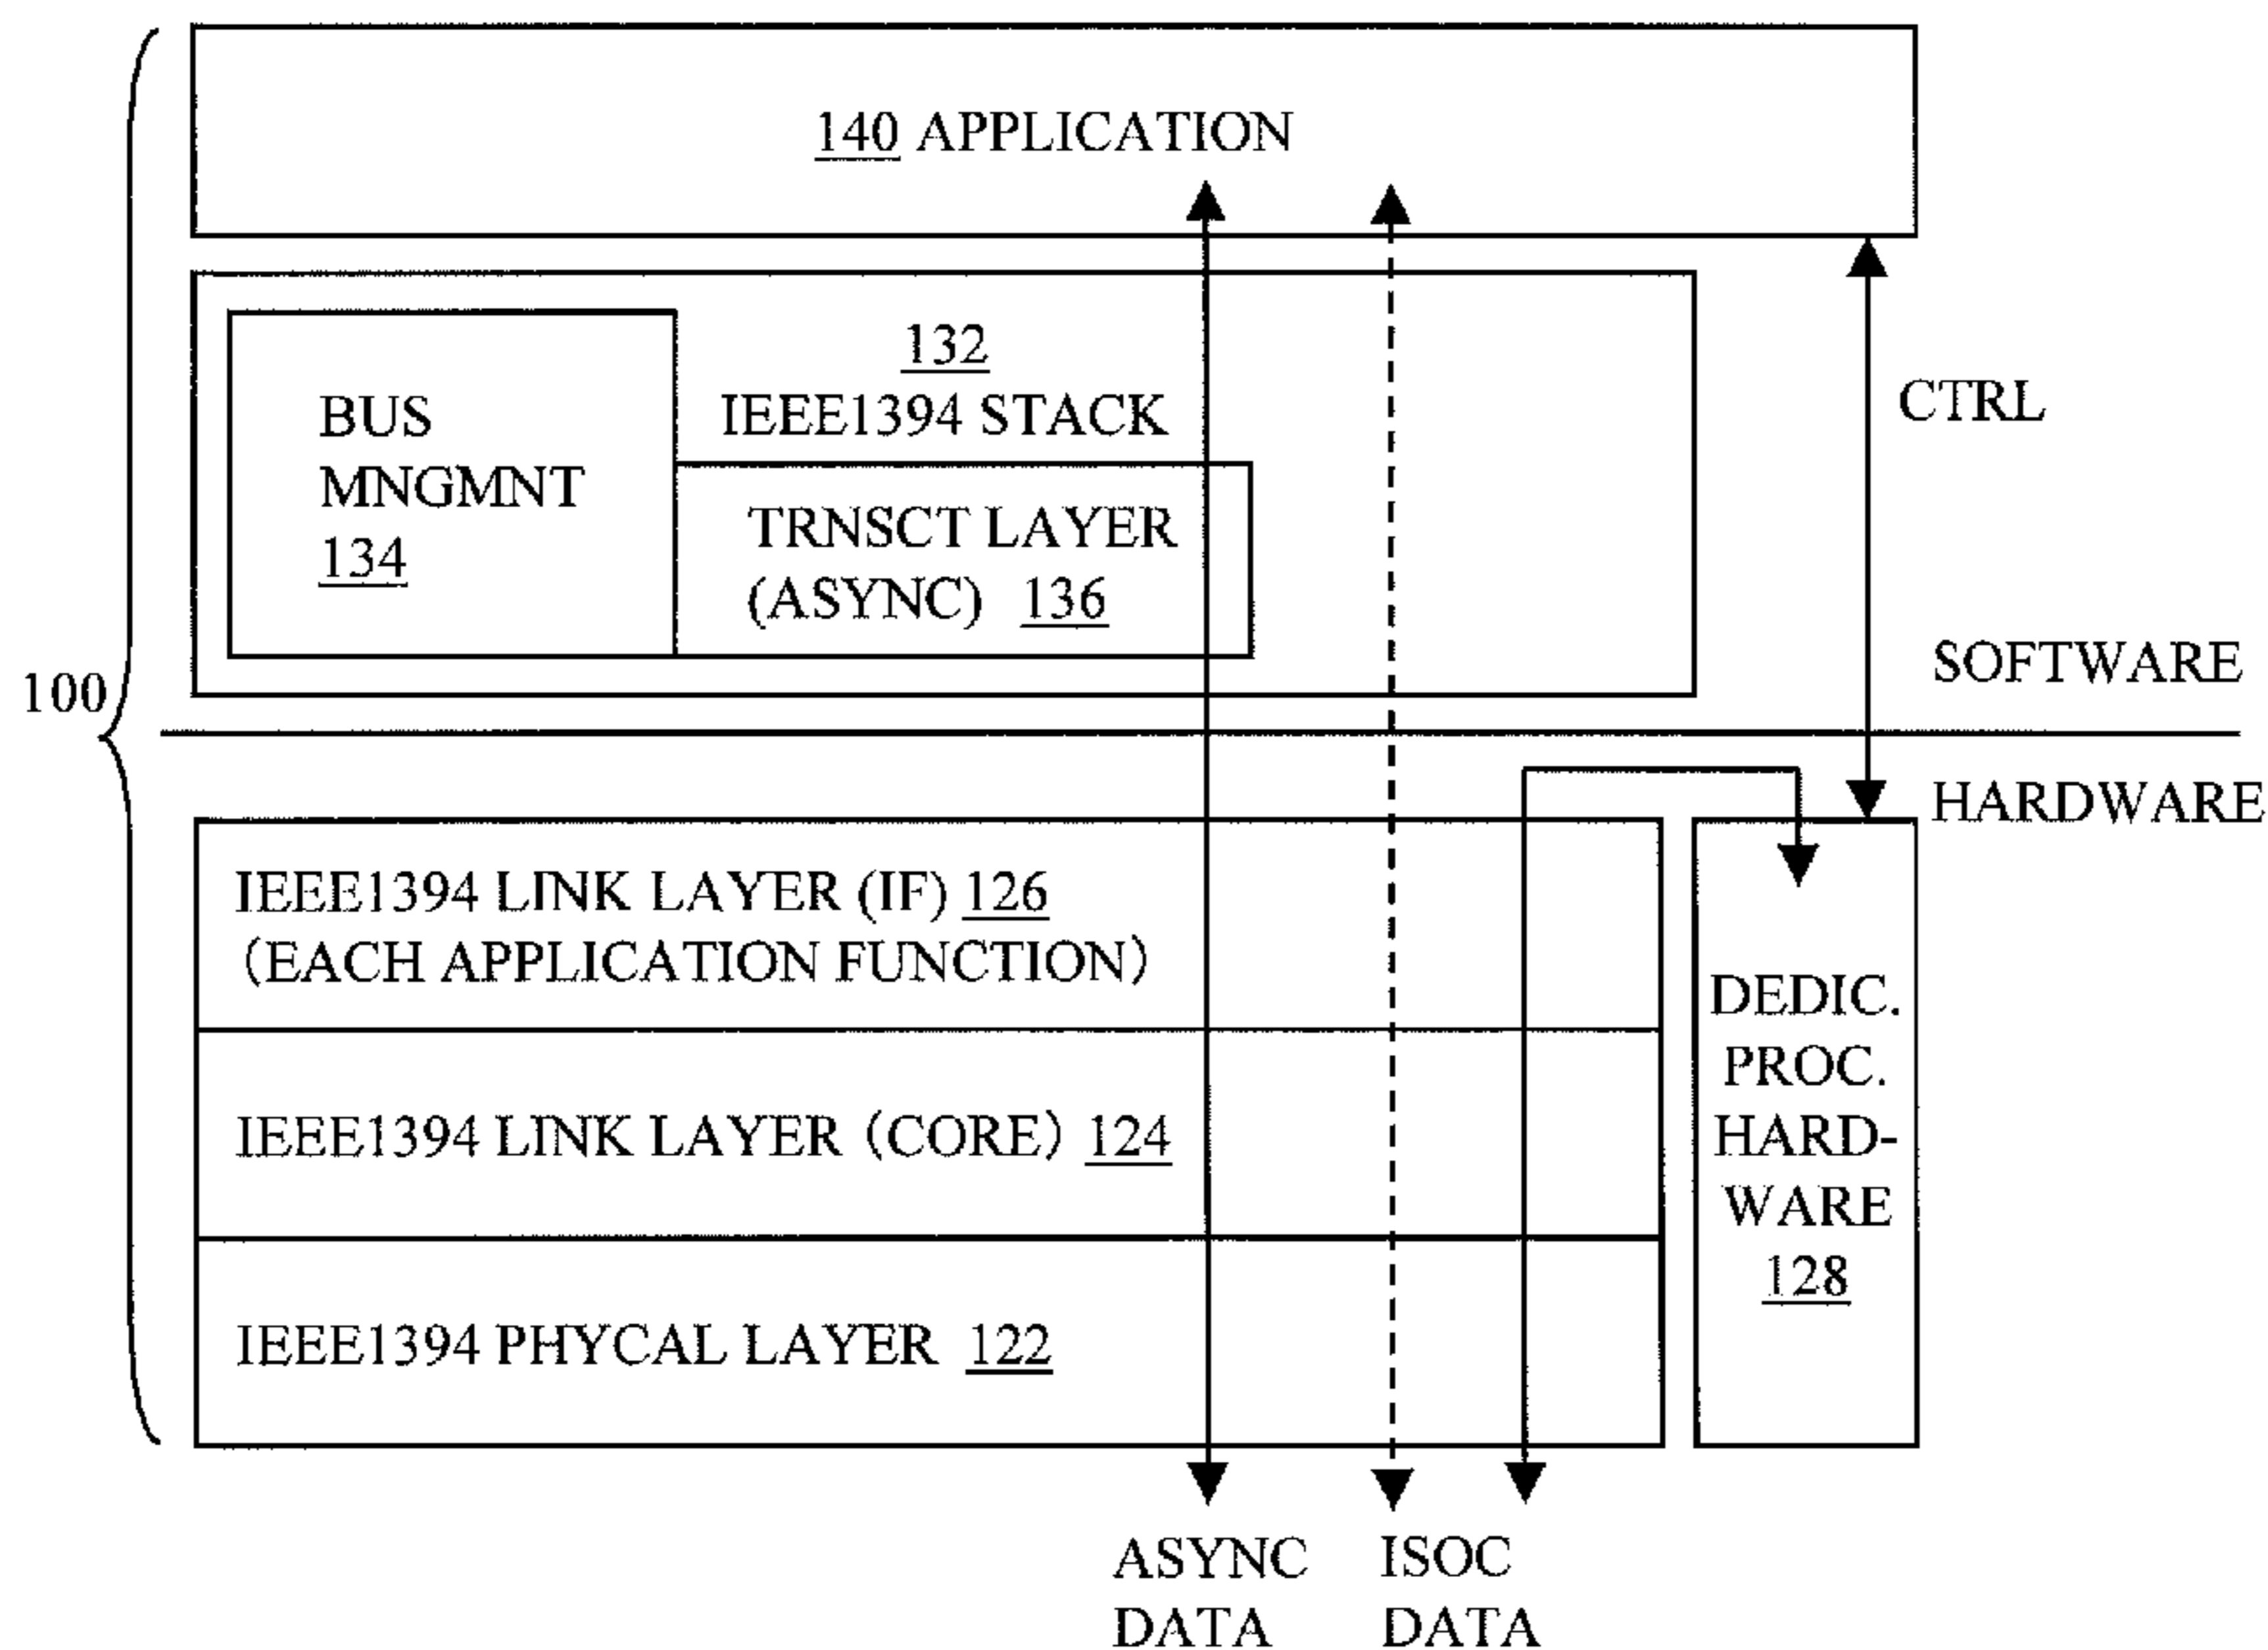 140 APPLICATION
132
IEEE1394 STACK
BUS
MNGMNT
134
TRNSCT LAYER
(ASYNC) 136
CTRL
100
SOFTWARE
HARDWARE
IEEE1394 LINK LAYER (IF) 126
(EACH APPLICATION FUNCTION)
IEEE1394 LINK LAYER (CORE) 124
IEEE1394 PHYCAL LAYER 122
DEDIC.
PROC.
HARD-
WARE
128
ASYNC
DATA
ISOC
DATA